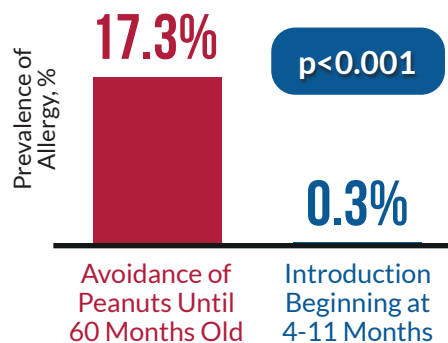 17.3%
p<0.001
Prevalence of
Allergy, %
0.3%
Avoidance of
Peanuts Until
60 Months Old
Introduction
Beginning at
4-11 Months